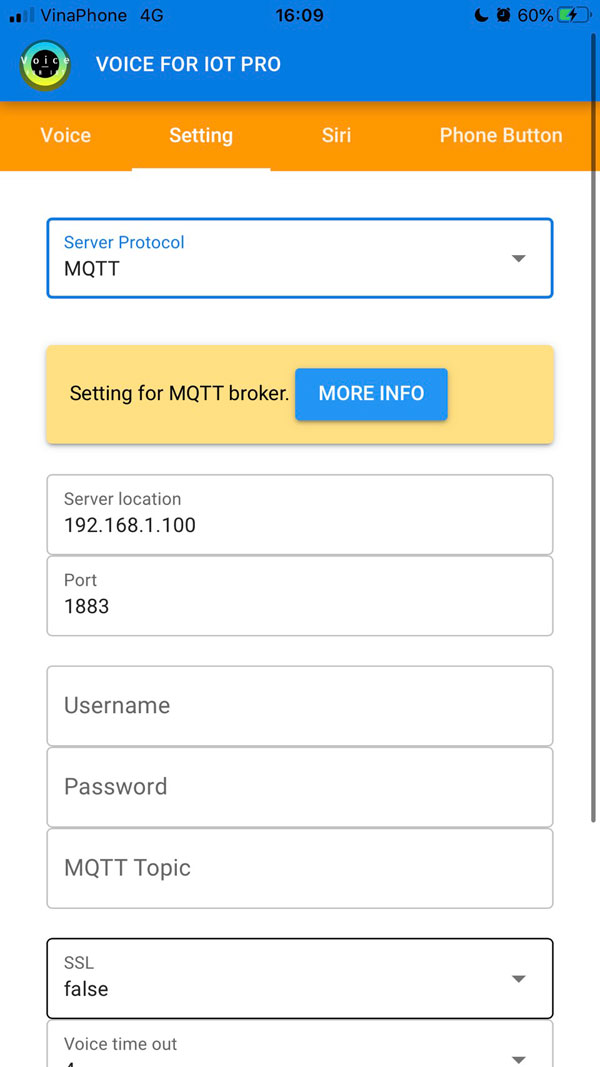 VinaPhone 4G 16:09 60%
Voice
VOICE FOR IOT PRO
Voice Setting Siri Phone Button
Server Protocol
MQTT
Setting for MQTT broker. MORE INFO
Server location
192.168.1.100
Port
1883
Username
Password
MQTT Topic
SSL
false
Voice time out